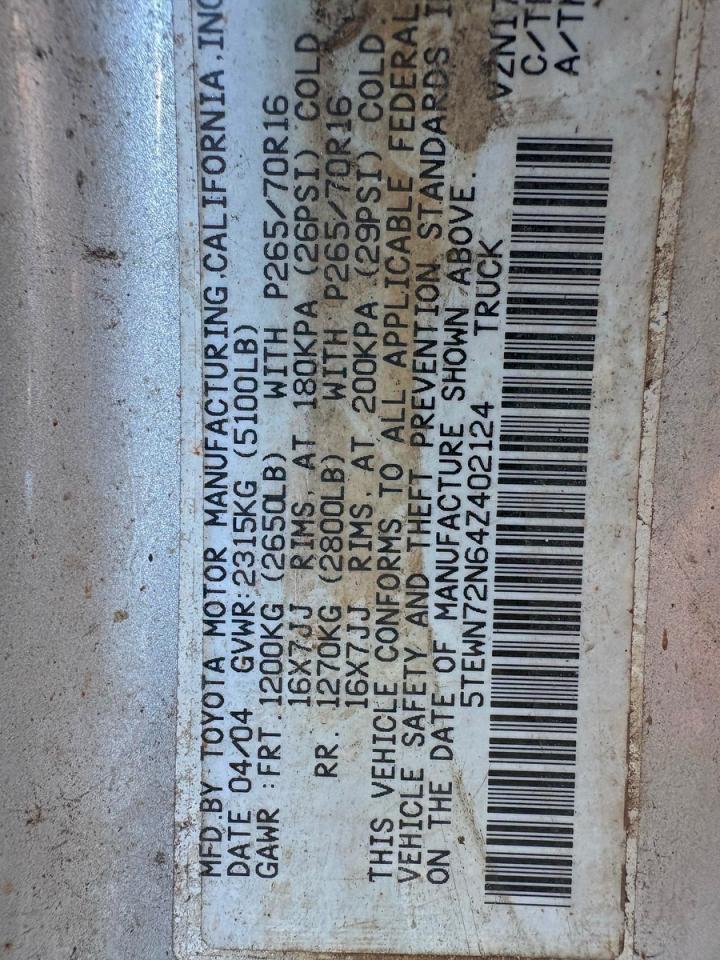 MFD.BY TOYOTA MOTOR MANUFACTURING.CALIFORNIA,INC
DATE 04/04 GVWR:2315KG (5100LB)
GAWR :FRT.1200KG (2650LB) WITH P265/70R16
16X7JJ RIMS, AT 180KPA (26PSI) COLD
RR. 1270KG (2800LB) WITH P265/70R16
16X7JJ RIMS, AT 200KPA (29PSI) COLD
THIS VEHICLE CONFORMS TO ALL APPLICABLE FEDERAL
VEHICLE SAFETY AND THEFT PREVENTION STANDARDS I
ON THE DATE OF MANUFACTURE SHOWN ABOVE.
5TEWN72N64Z402124 TRUCK
VZN17
C/TR
A/TR